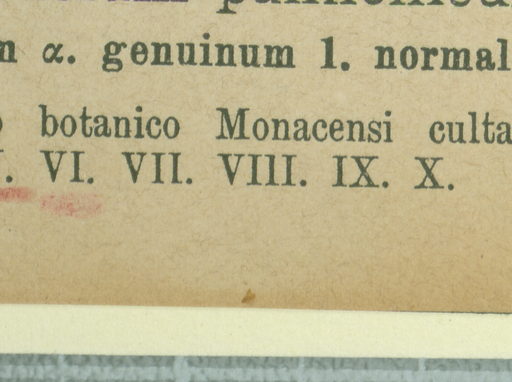 α. genuinum 1. normal
botanico Monacensi culta
VI. VII. VIII. IX. X.